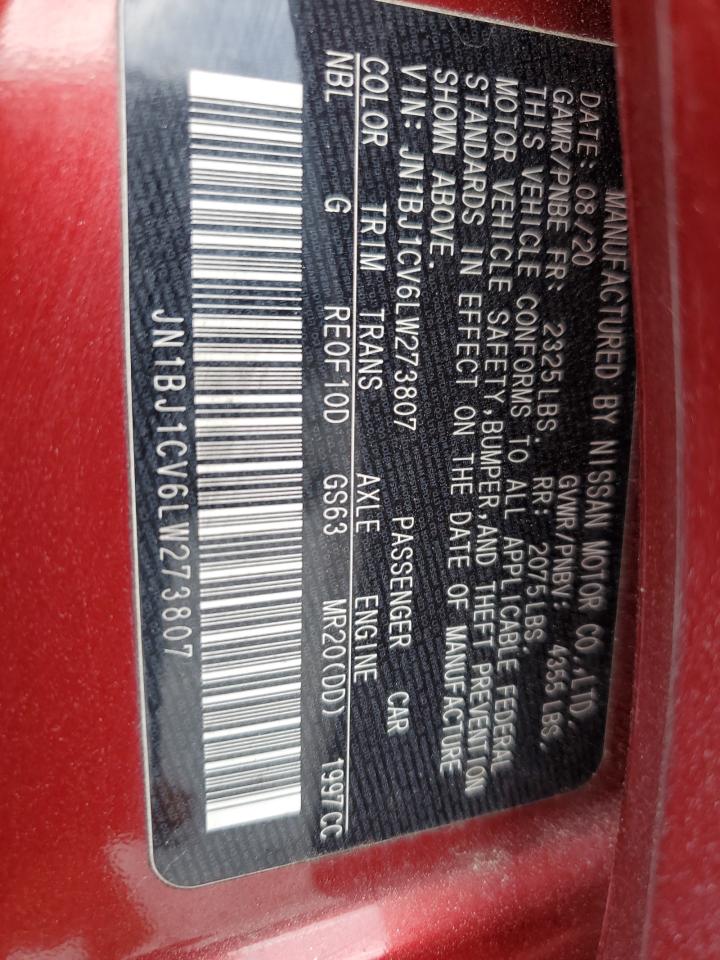 MANUFACTURED BY NISSAN MOTOR CO.,LTD.
DATE: 08/20 GVWR/PNBV: 4355 LBS.
GAWR/PNBE FR: 2325 LBS. RR: 2075 LBS.
THIS VEHICLE CONFORMS TO ALL APPLICABLE FEDERAL
MOTOR VEHICLE SAFETY,BUMPER,AND THEFT PREVENTION
STANDARDS IN EFFECT ON THE DATE OF MANUFACTURE
SHOWN ABOVE.
VIN: JN1BJ1CV6LW273807 PASSENGER CAR
COLOR TRIM TRANS AXLE ENGINE
NBL G RE0F10D GS63 MR20(DD) 1997CC
JN1BJ1CV6LW273807